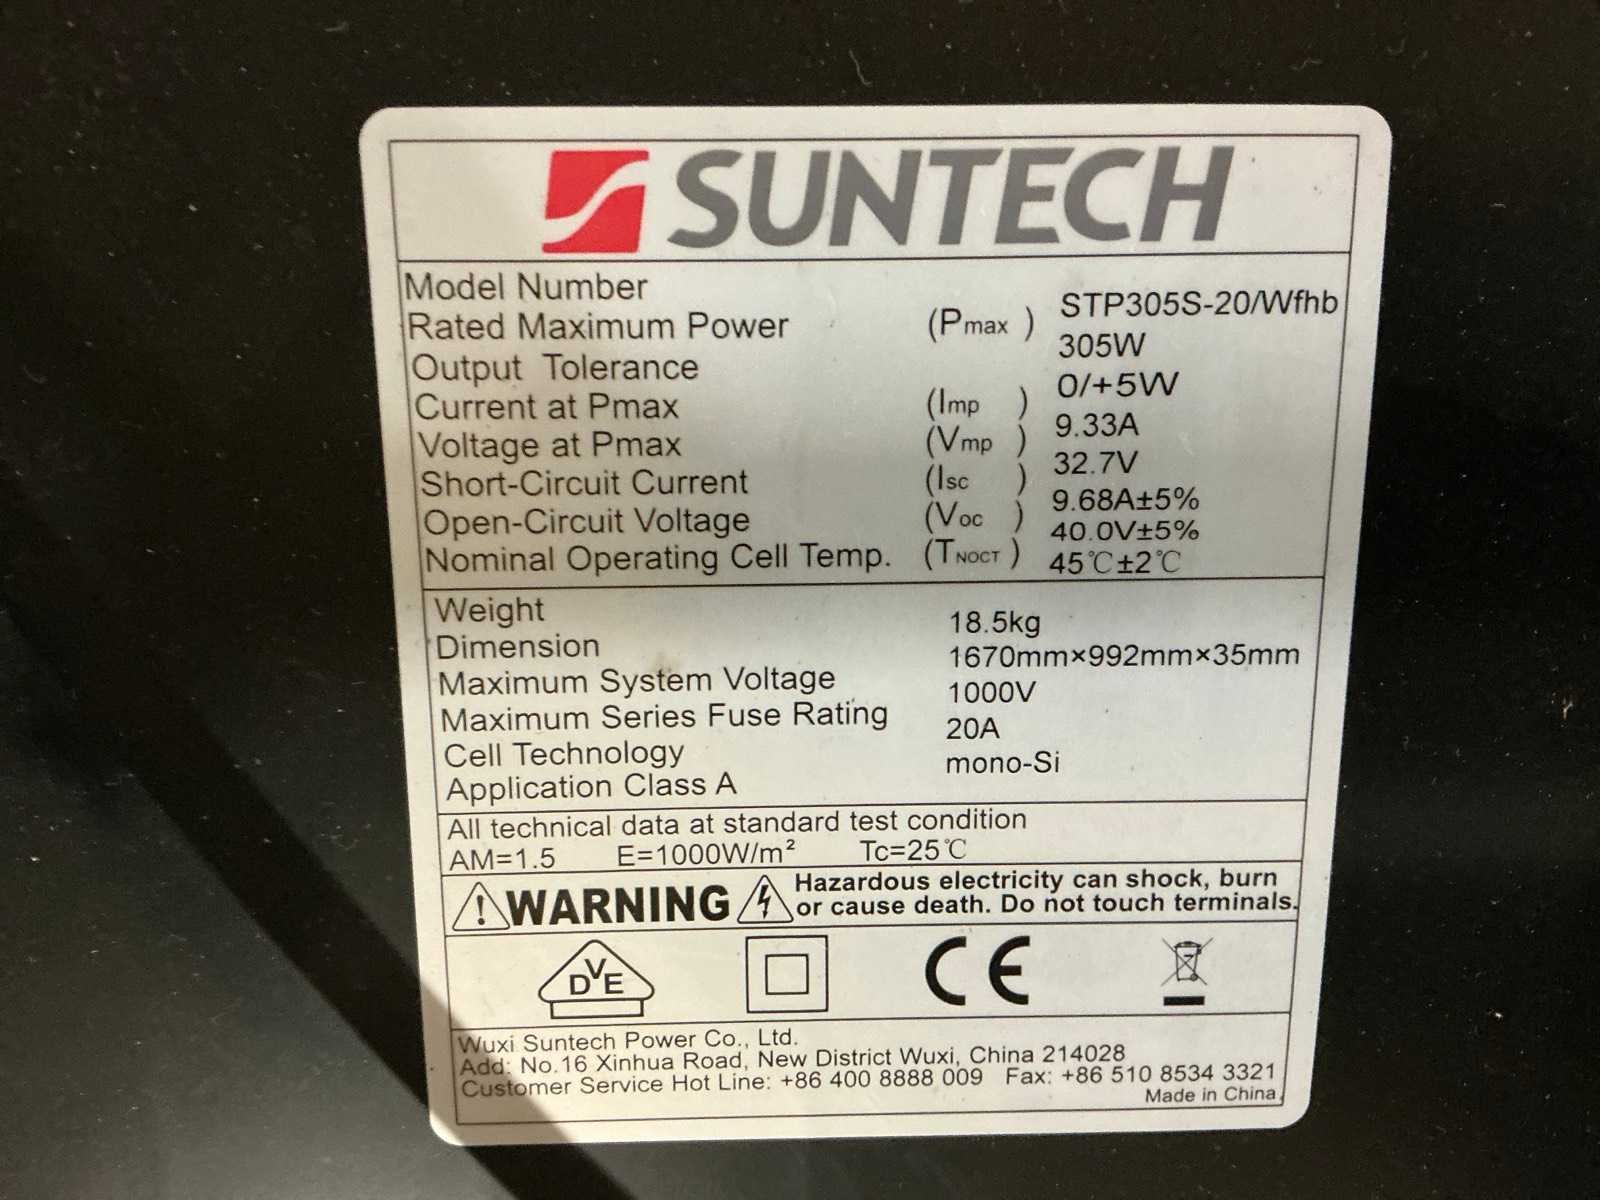 SUNTECH
Model Number STP305S-20/Wfhb
Rated Maximum Power (Pmax) 305W
Output Tolerance 0/+5W
Current at Pmax (Imp) 9.33A
Voltage at Pmax (Vmp) 32.7V
Short-Circuit Current (Isc) 9.68A±5%
Open-Circuit Voltage (Voc) 40.0V±5%
Nominal Operating Cell Temp. (TNOCT) 45℃±2℃
Weight 18.5kg
Dimension 1670mm×992mm×35mm
Maximum System Voltage 1000V
Maximum Series Fuse Rating 20A
Cell Technology mono-Si
Application Class A
All technical data at standard test condition
AM=1.5 E=1000W/m² Tc=25℃
WARNING Hazardous electricity can shock, burn
or cause death. Do not touch terminals.
DVE CE
Wuxi Suntech Power Co., Ltd.
Add: No.16 Xinhua Road, New District Wuxi, China 214028
Customer Service Hot Line: +86 400 8888 009 Fax: +86 510 8534 3321
Made in China